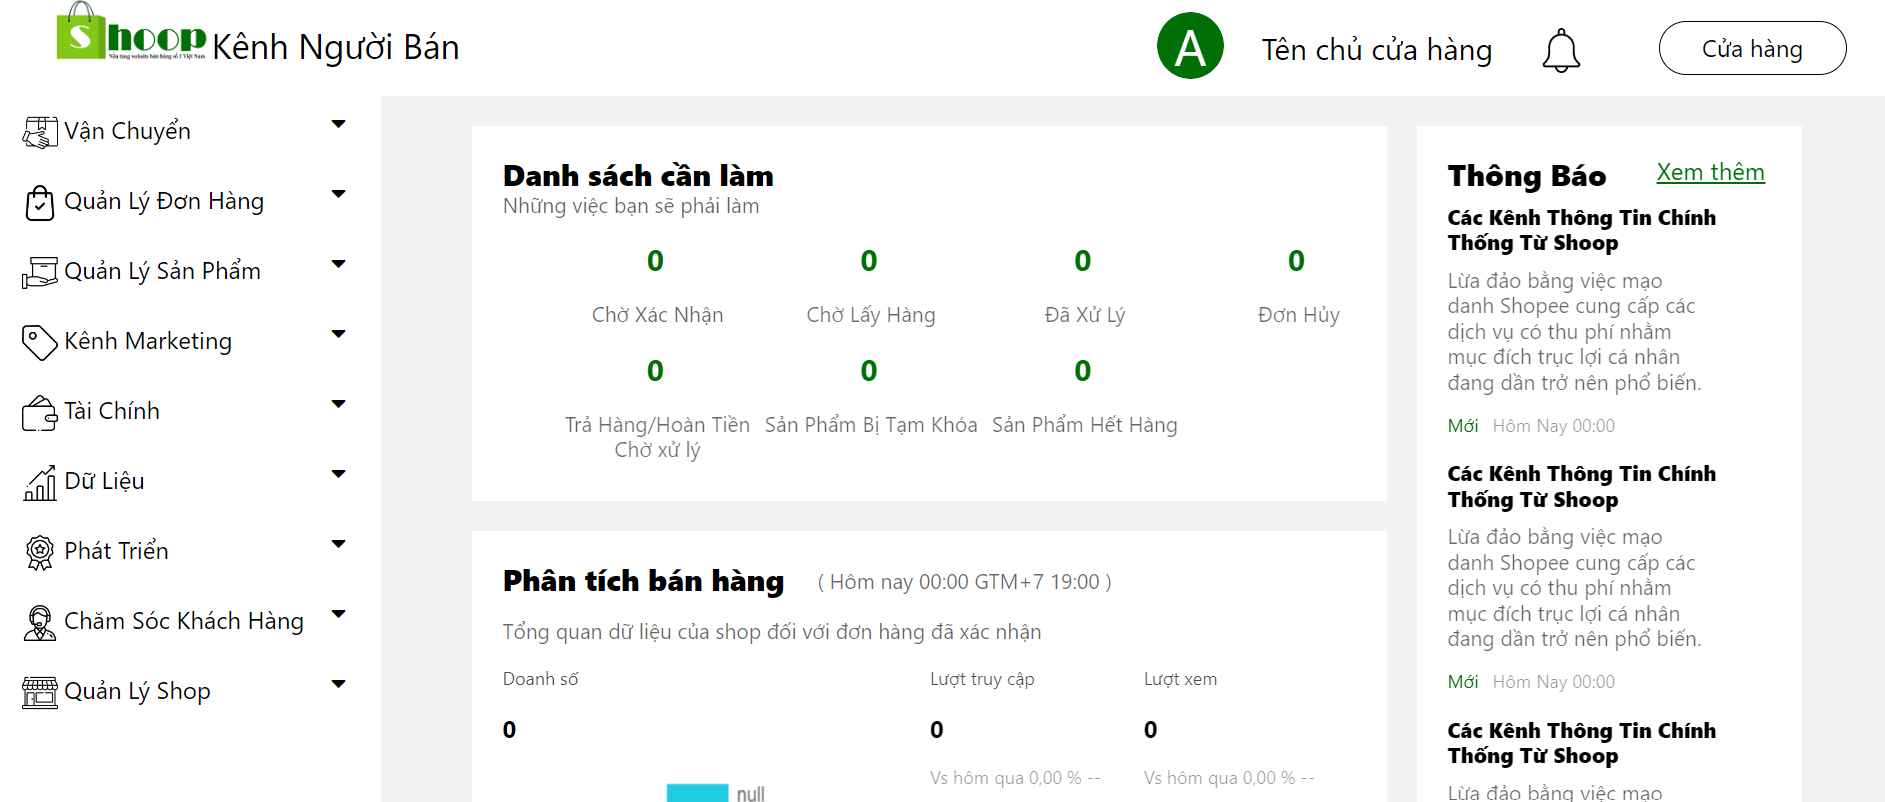 Shoop
Nền tảng website bán hàng số 1 Việt Nam
Kênh Người Bán
A
Tên chủ cửa hàng
Cửa hàng
Vận Chuyển
Quản Lý Đơn Hàng
Quản Lý Sản Phẩm
Kênh Marketing
Tài Chính
Dữ Liệu
Phát Triển
Chăm Sóc Khách Hàng
Quản Lý Shop
Danh sách cần làm
Những việc bạn sẽ phải làm
0 0 0 0
Chờ Xác Nhận Chờ Lấy Hàng Đã Xử Lý Đơn Hủy
0 0 0
Trả Hàng/Hoàn Tiền Sản Phẩm Bị Tạm Khóa Sản Phẩm Hết Hàng
Chờ xử lý
Phân tích bán hàng ( Hôm nay 00:00 GTM+7 19:00 )
Tổng quan dữ liệu của shop đối với đơn hàng đã xác nhận
Doanh số Lượt truy cập Lượt xem
0 0 0
Vs hôm qua 0,00 % -- Vs hôm qua 0,00 % --
null
Thông Báo Xem thêm
Các Kênh Thông Tin Chính
Thống Từ Shoop
Lừa đảo bằng việc mạo
danh Shopee cung cấp các
dịch vụ có thu phí nhằm
mục đích trục lợi cá nhân
đang dần trở nên phổ biến.
Mới Hôm Nay 00:00
Các Kênh Thông Tin Chính
Thống Từ Shoop
Lừa đảo bằng việc mạo
danh Shopee cung cấp các
dịch vụ có thu phí nhằm
mục đích trục lợi cá nhân
đang dần trở nên phổ biến.
Mới Hôm Nay 00:00
Các Kênh Thông Tin Chính
Thống Từ Shoop
Lừa đảo bằng việc mạo